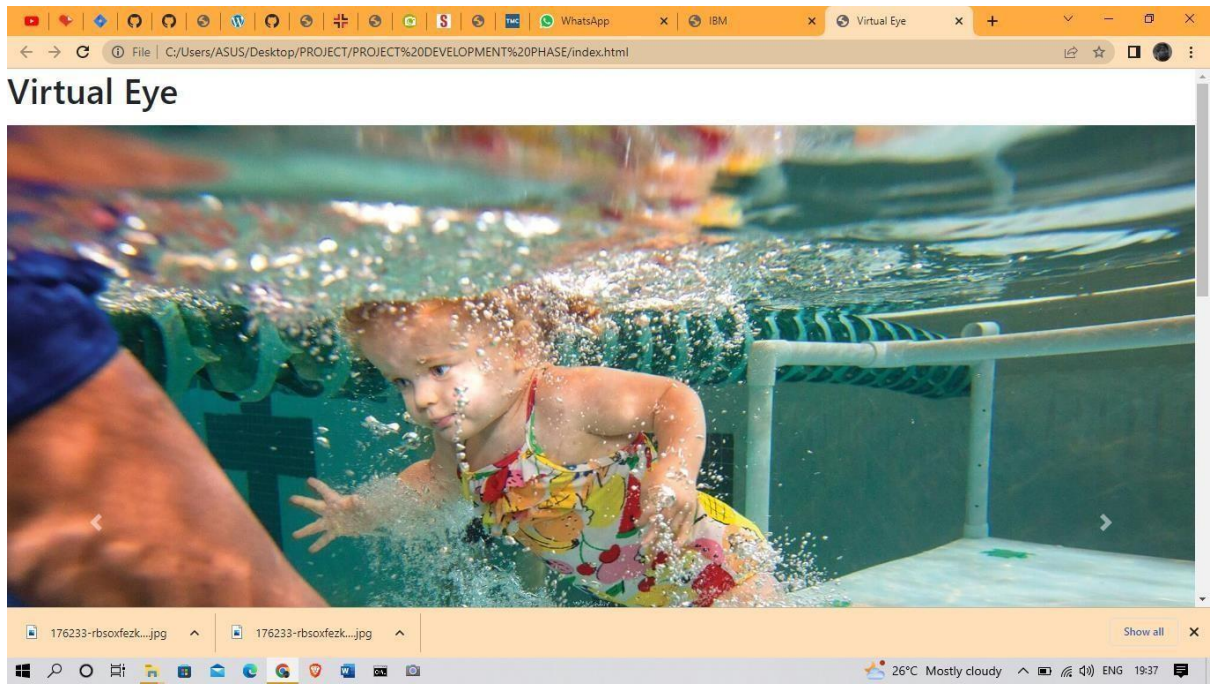 S TMC WhatsApp IBM Virtual Eye
File C:/Users/ASUS/Desktop/PROJECT/PROJECT%20DEVELOPMENT%20PHASE/index.html
Virtual Eye
176233-rbsoxfezk....jpg 176233-rbsoxfezk....jpg Show all
26°C Mostly cloudy ENG 19:37